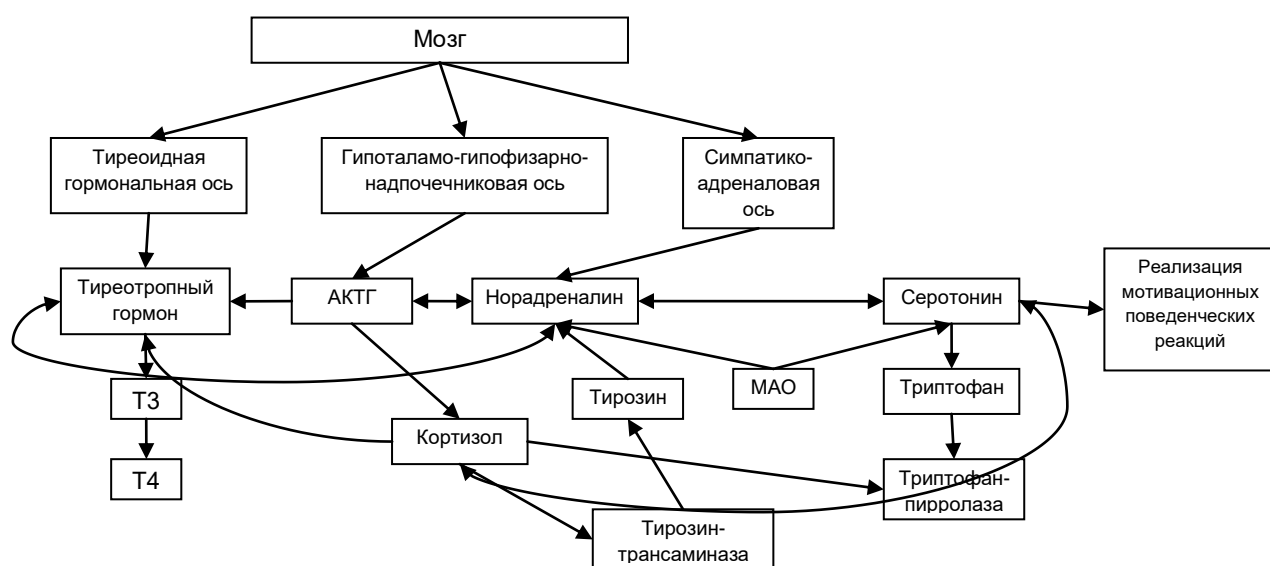 Мозг
Тиреоидная
гормональная ось
Гипоталамо-гипофизарно-
надпочечниковая ось
Симпатико-
адреналовая
ось
Тиреотропный
гормон
АКТГ
Норадреналин
Серотонин
Реализация
мотивационных
поведенческих
реакций
Т3
Тирозин
МАО
Триптофан
Кортизол
Т4
Триптофан-
пирролаза
Тирозин-
трансаминаза